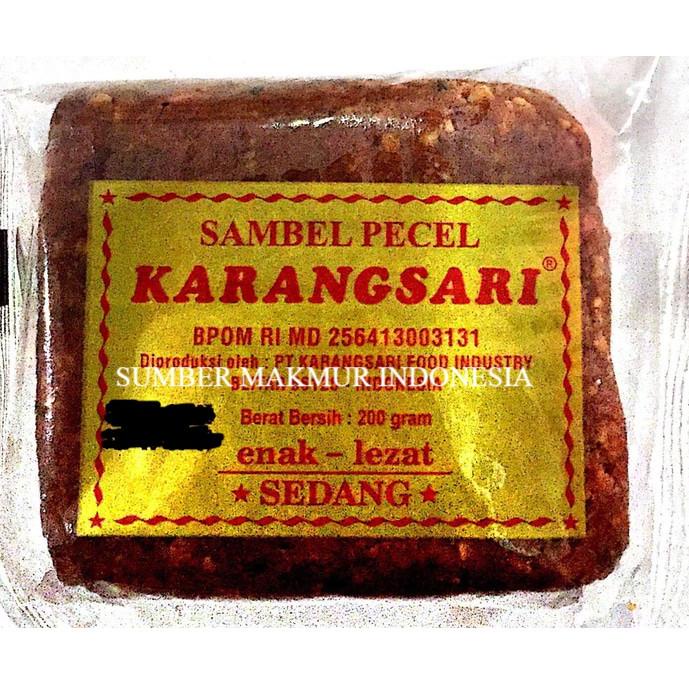 SAMBEL PECEL
KARANGSARI®
BPOM RI MD 256413003131
Diproduksi oleh : PT KARANGSARI FOOD INDUSTRY
SUMBER MAKMUR INDONESIA
INDONESIA
Berat Bersih : 200 gram
enak – lezat
★ SEDANG ★